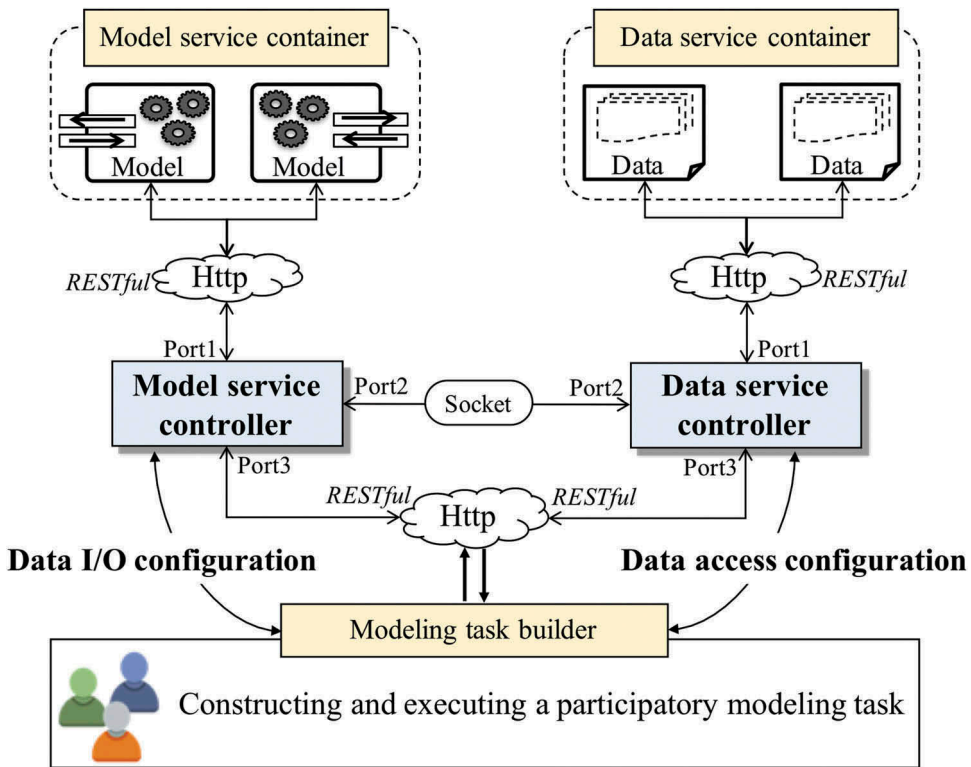 Model service container
Data service container
Model
Model
Data
Data
RESTful
Http
Http
RESTful
Port1
Port1
Model service
controller
Port2
Socket
Port2
Data service
controller
Port3
Port3
RESTful
RESTful
Http
Data I/O configuration
Data access configuration
Modeling task builder
Constructing and executing a participatory modeling task